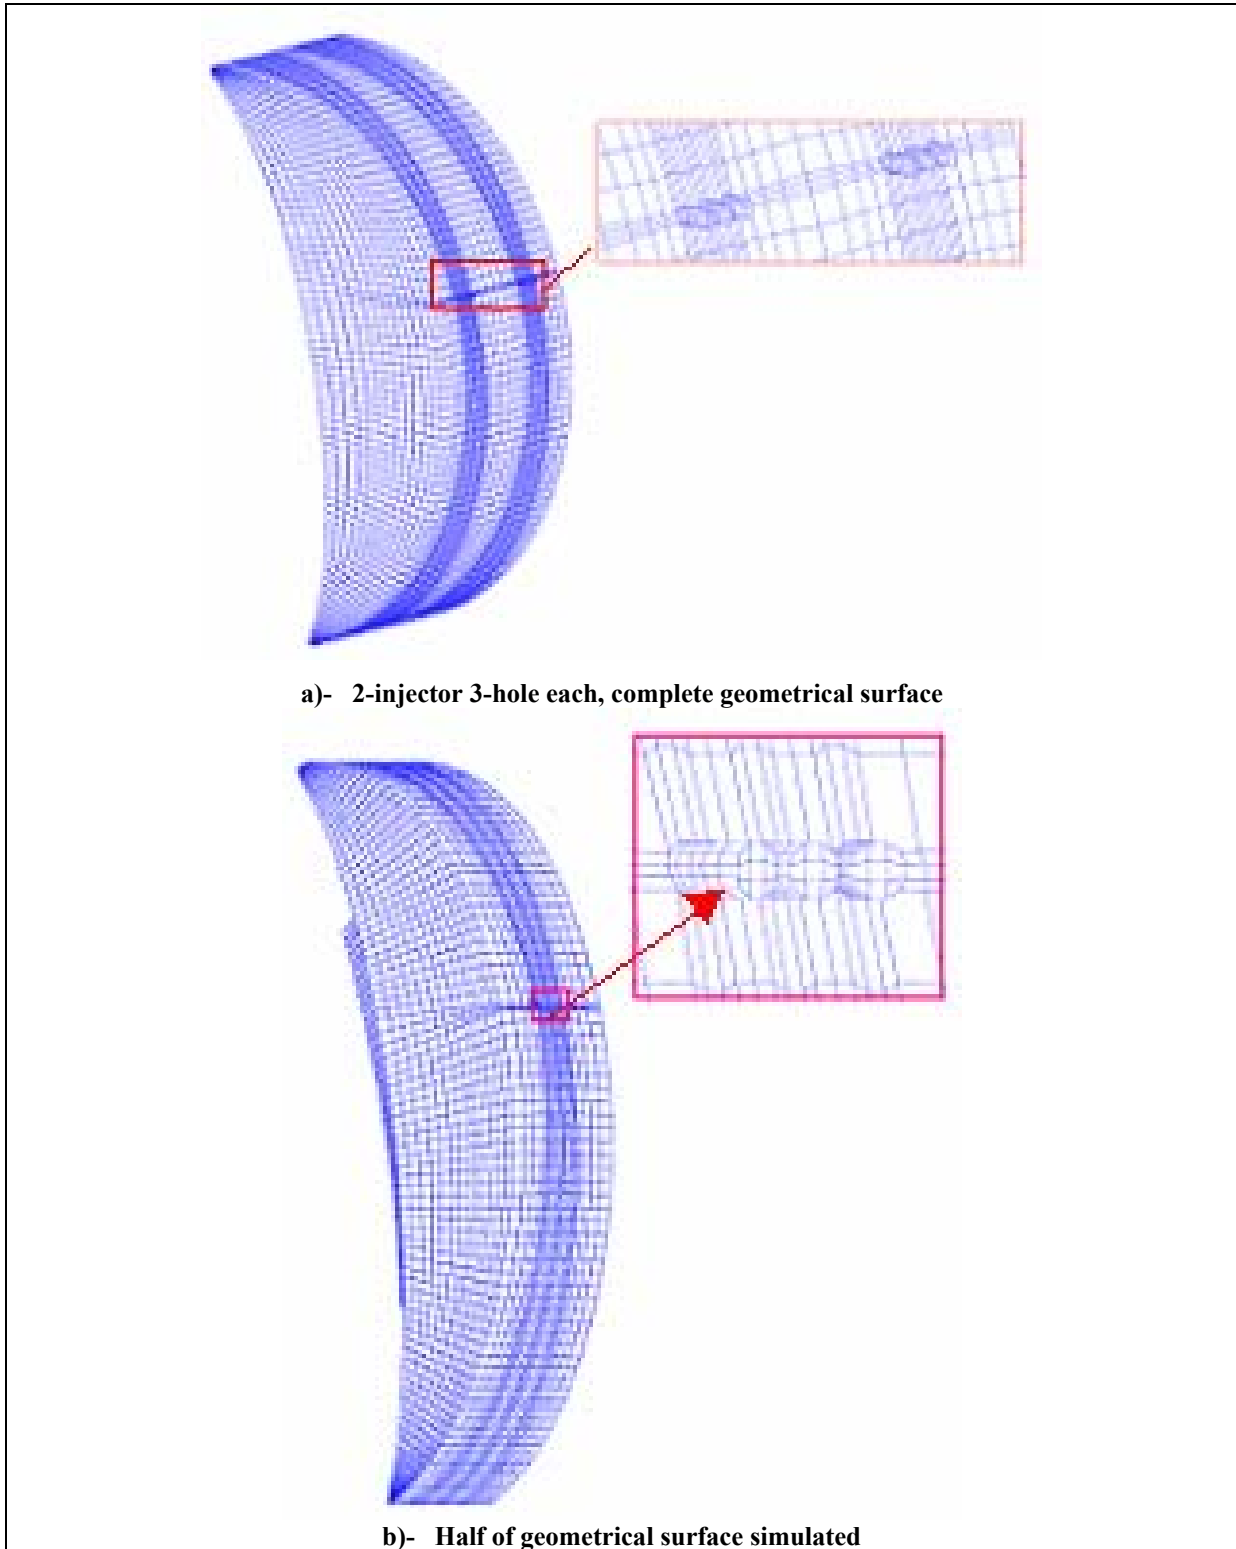 a)- 2-injector 3-hole each, complete geometrical surface
b)- Half of geometrical surface simulated